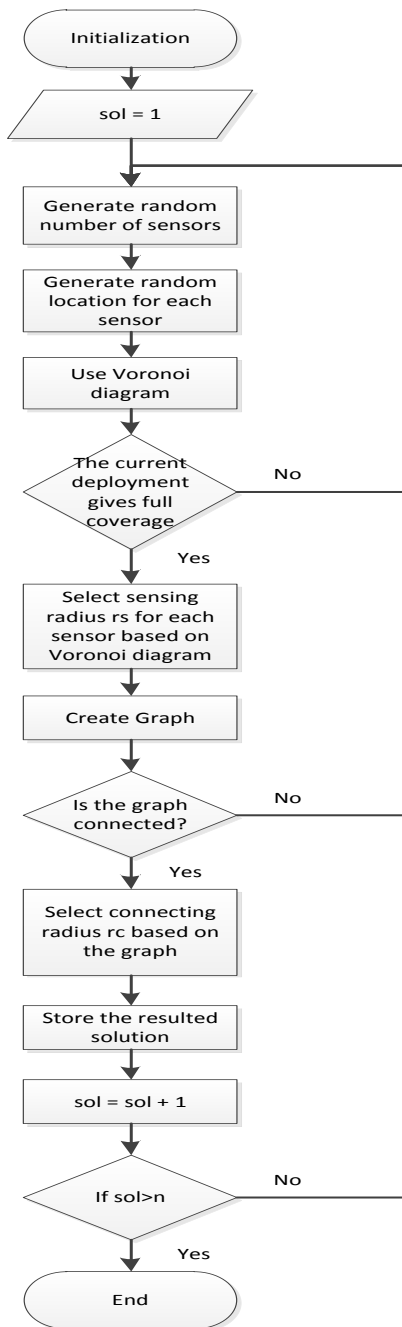 Initialization
sol = 1
Generate random
number of sensors
Generate random
location for each
sensor
Use Voronoi
diagram
The current
deployment
gives full
coverage
No
Yes
Select sensing
radius rs for each
sensor based on
Voronoi diagram
Create Graph
Is the graph
connected?
No
Yes
Select connecting
radius rc based on
the graph
Store the resulted
solution
sol = sol + 1
If sol>n
No
Yes
End